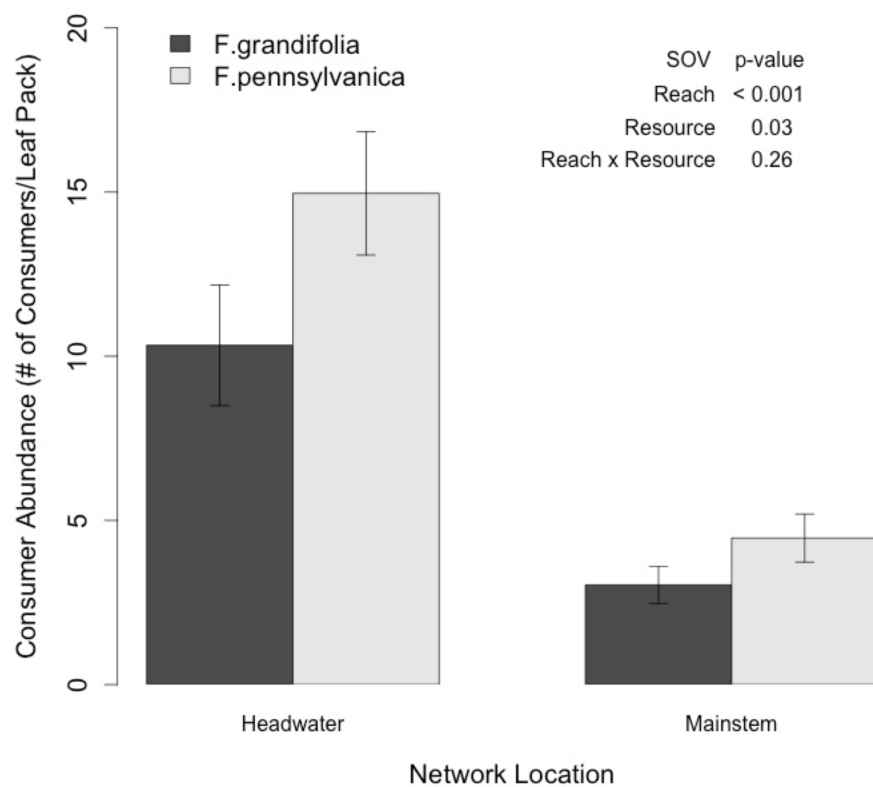 Consumer Abundance (# of Consumers/Leaf Pack)
20
15
10
5
0
F.grandifolia
F.pennsylvanica
SOV p-value
Reach < 0.001
Resource 0.03
Reach x Resource 0.26
Headwater
Mainstem
Network Location